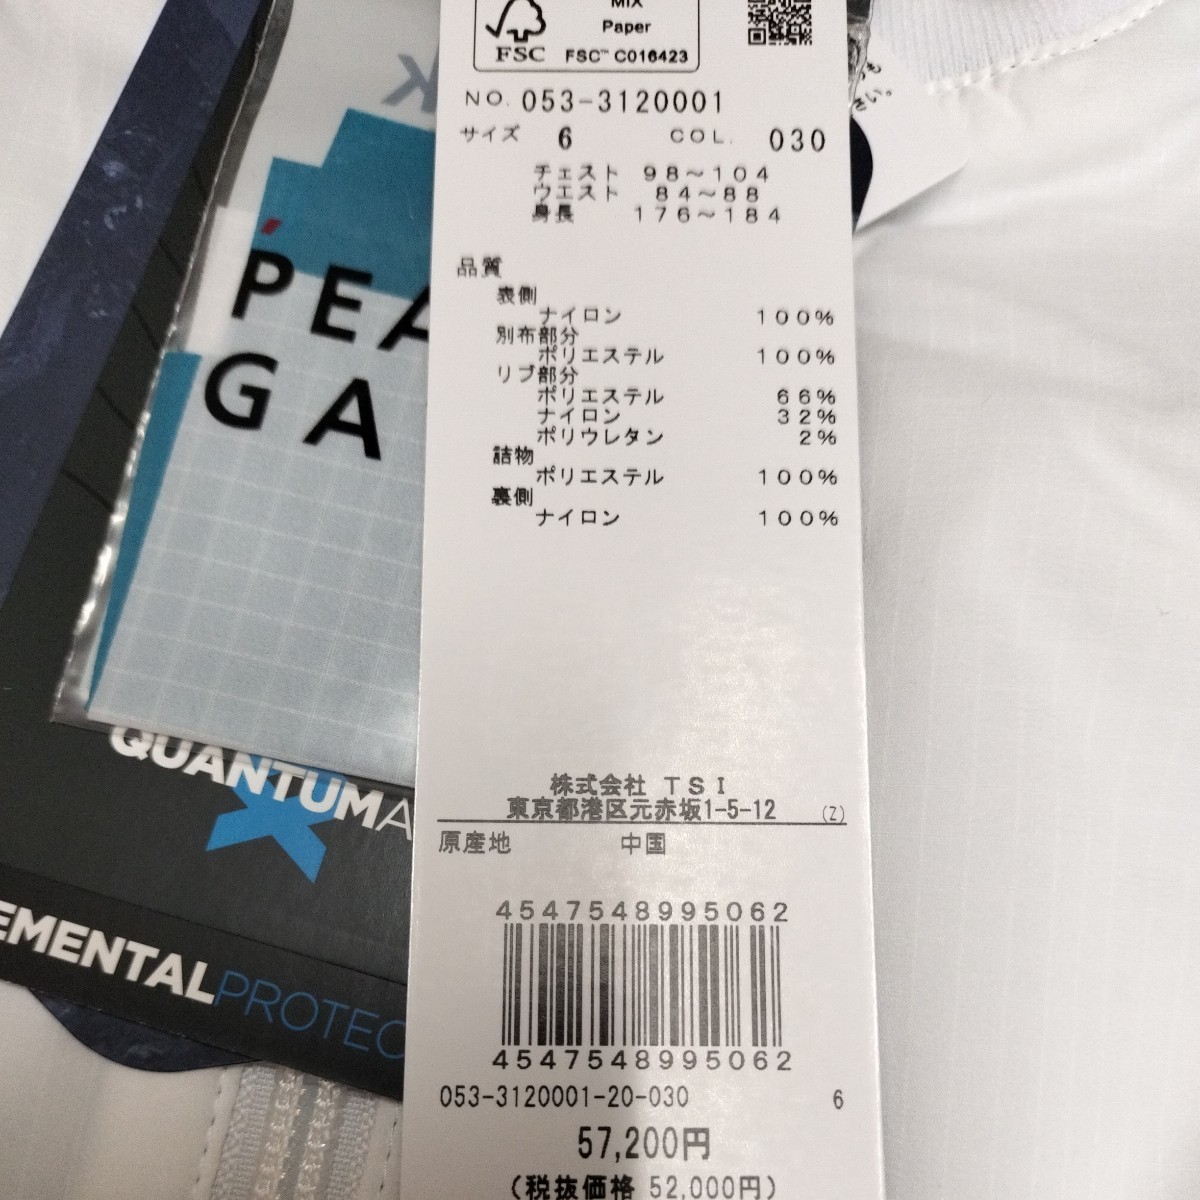 MIX
Paper
FSC FSC™ C016423
NO. 053-3120001
サイズ 6 COL. 030
チェスト 98～104
ウエスト 84～88
身長 176～184
品質
表側
ナイロン 100%
別布部分
ポリエステル 100%
リブ部分
ポリエステル 66%
ナイロン 32%
ポリウレタン 2%
詰物
ポリエステル 100%
裏側
ナイロン 100%
株式会社 TSI
東京都港区元赤坂1-5-12 (Z)
原産地 中国
4547548995062
4547548995062
053-3120001-20-030 6
57,200円
(税抜価格 52,000円)
PEA
GA
QUANTUMA
EMENTALPROTEC